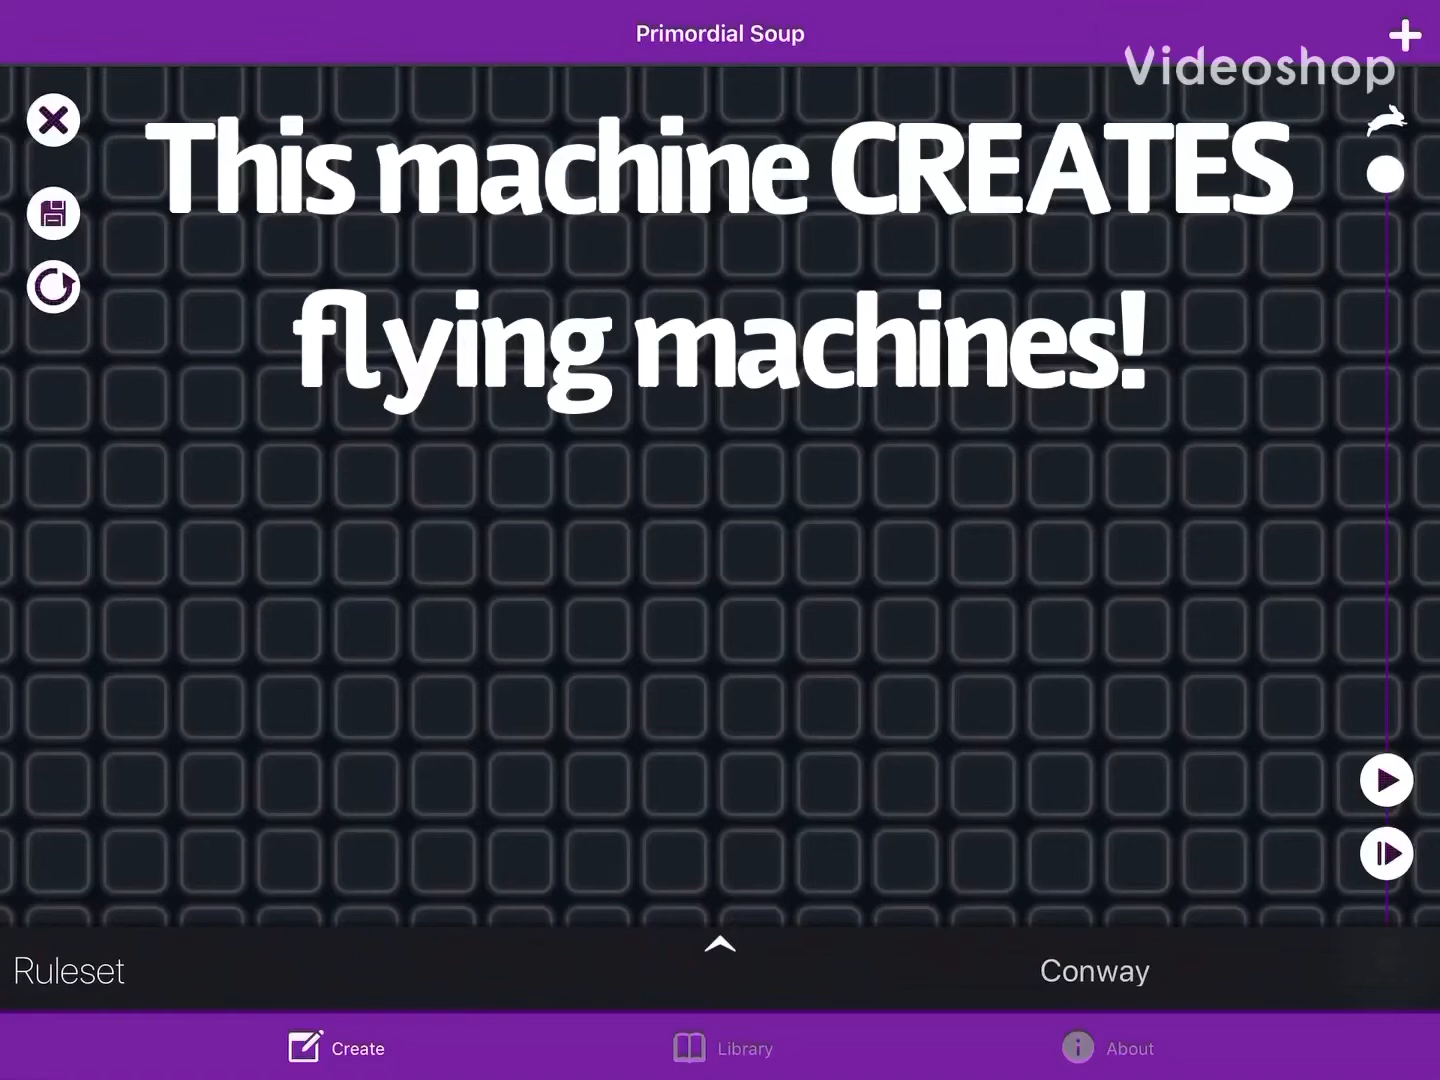 Primordial Soup
Videoshop
This machine CREATES
flying machines!
Ruleset
Conway
Create
Library
About